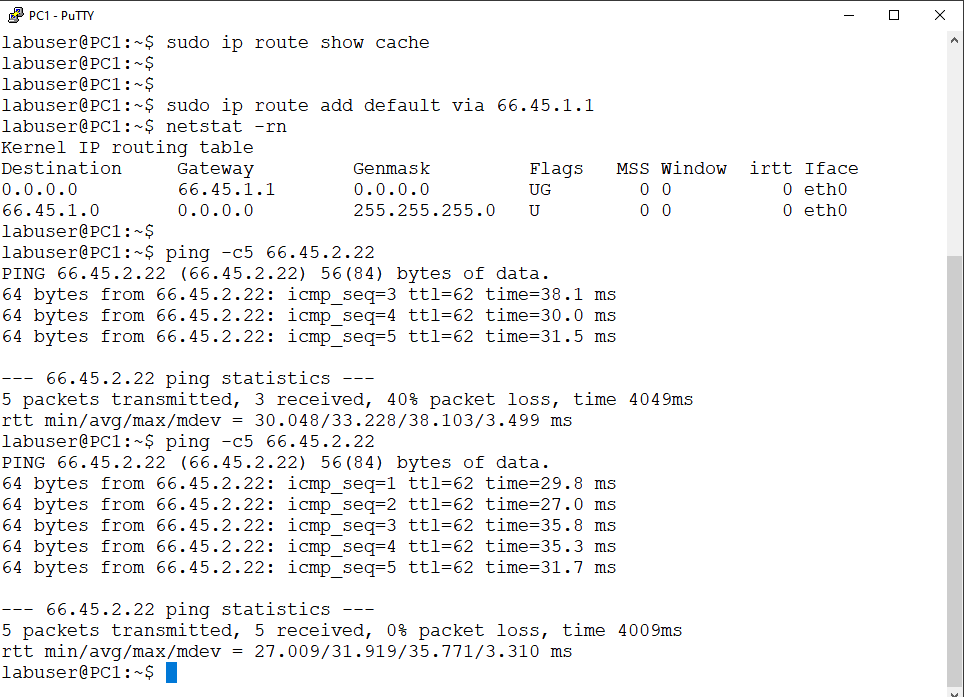 PC1 - PuTTY
labuser@PC1:~$ sudo ip route show cache
labuser@PC1:~$
labuser@PC1:~$
labuser@PC1:~$ sudo ip route add default via 66.45.1.1
labuser@PC1:~$ netstat -rn
Kernel IP routing table
Destination     Gateway         Genmask         Flags   MSS Window  irtt Iface
0.0.0.0         66.45.1.1       0.0.0.0         UG        0 0          0 eth0
66.45.1.0       0.0.0.0         255.255.255.0   U         0 0          0 eth0
labuser@PC1:~$
labuser@PC1:~$ ping -c5 66.45.2.22
PING 66.45.2.22 (66.45.2.22) 56(84) bytes of data.
64 bytes from 66.45.2.22: icmp_seq=3 ttl=62 time=38.1 ms
64 bytes from 66.45.2.22: icmp_seq=4 ttl=62 time=30.0 ms
64 bytes from 66.45.2.22: icmp_seq=5 ttl=62 time=31.5 ms
--- 66.45.2.22 ping statistics ---
5 packets transmitted, 3 received, 40% packet loss, time 4049ms
rtt min/avg/max/mdev = 30.048/33.228/38.103/3.499 ms
labuser@PC1:~$ ping -c5 66.45.2.22
PING 66.45.2.22 (66.45.2.22) 56(84) bytes of data.
64 bytes from 66.45.2.22: icmp_seq=1 ttl=62 time=29.8 ms
64 bytes from 66.45.2.22: icmp_seq=2 ttl=62 time=27.0 ms
64 bytes from 66.45.2.22: icmp_seq=3 ttl=62 time=35.8 ms
64 bytes from 66.45.2.22: icmp_seq=4 ttl=62 time=35.3 ms
64 bytes from 66.45.2.22: icmp_seq=5 ttl=62 time=31.7 ms
--- 66.45.2.22 ping statistics ---
5 packets transmitted, 5 received, 0% packet loss, time 4009ms
rtt min/avg/max/mdev = 27.009/31.919/35.771/3.310 ms
labuser@PC1:~$